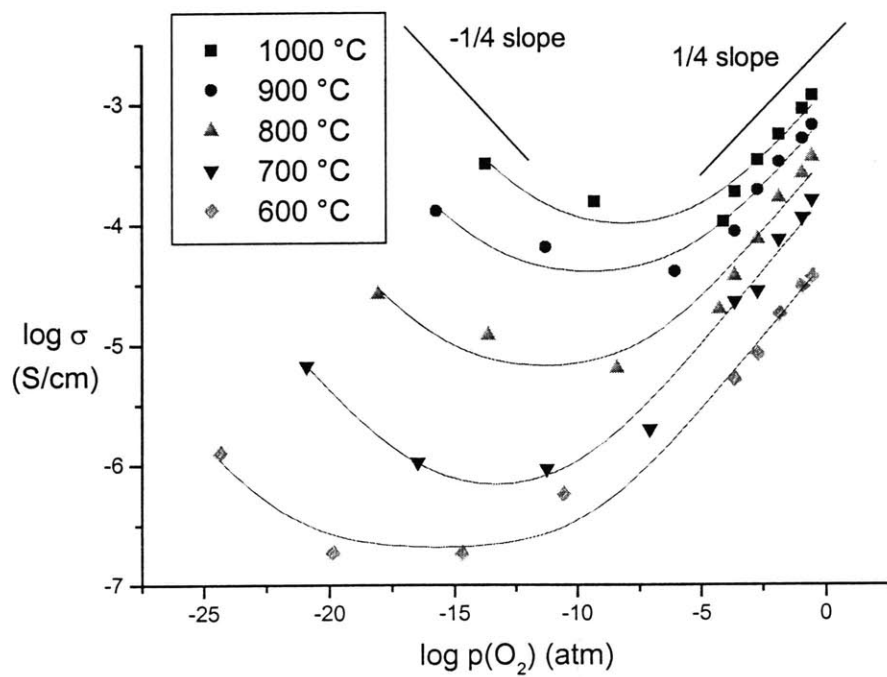 1000 °C
900 °C
800 °C
700 °C
600 °C
-1/4 slope
1/4 slope
-3
-4
-5
-6
-7
log σ
(S/cm)
-25
-20
-15
-10
-5
0
log p(O₂) (atm)